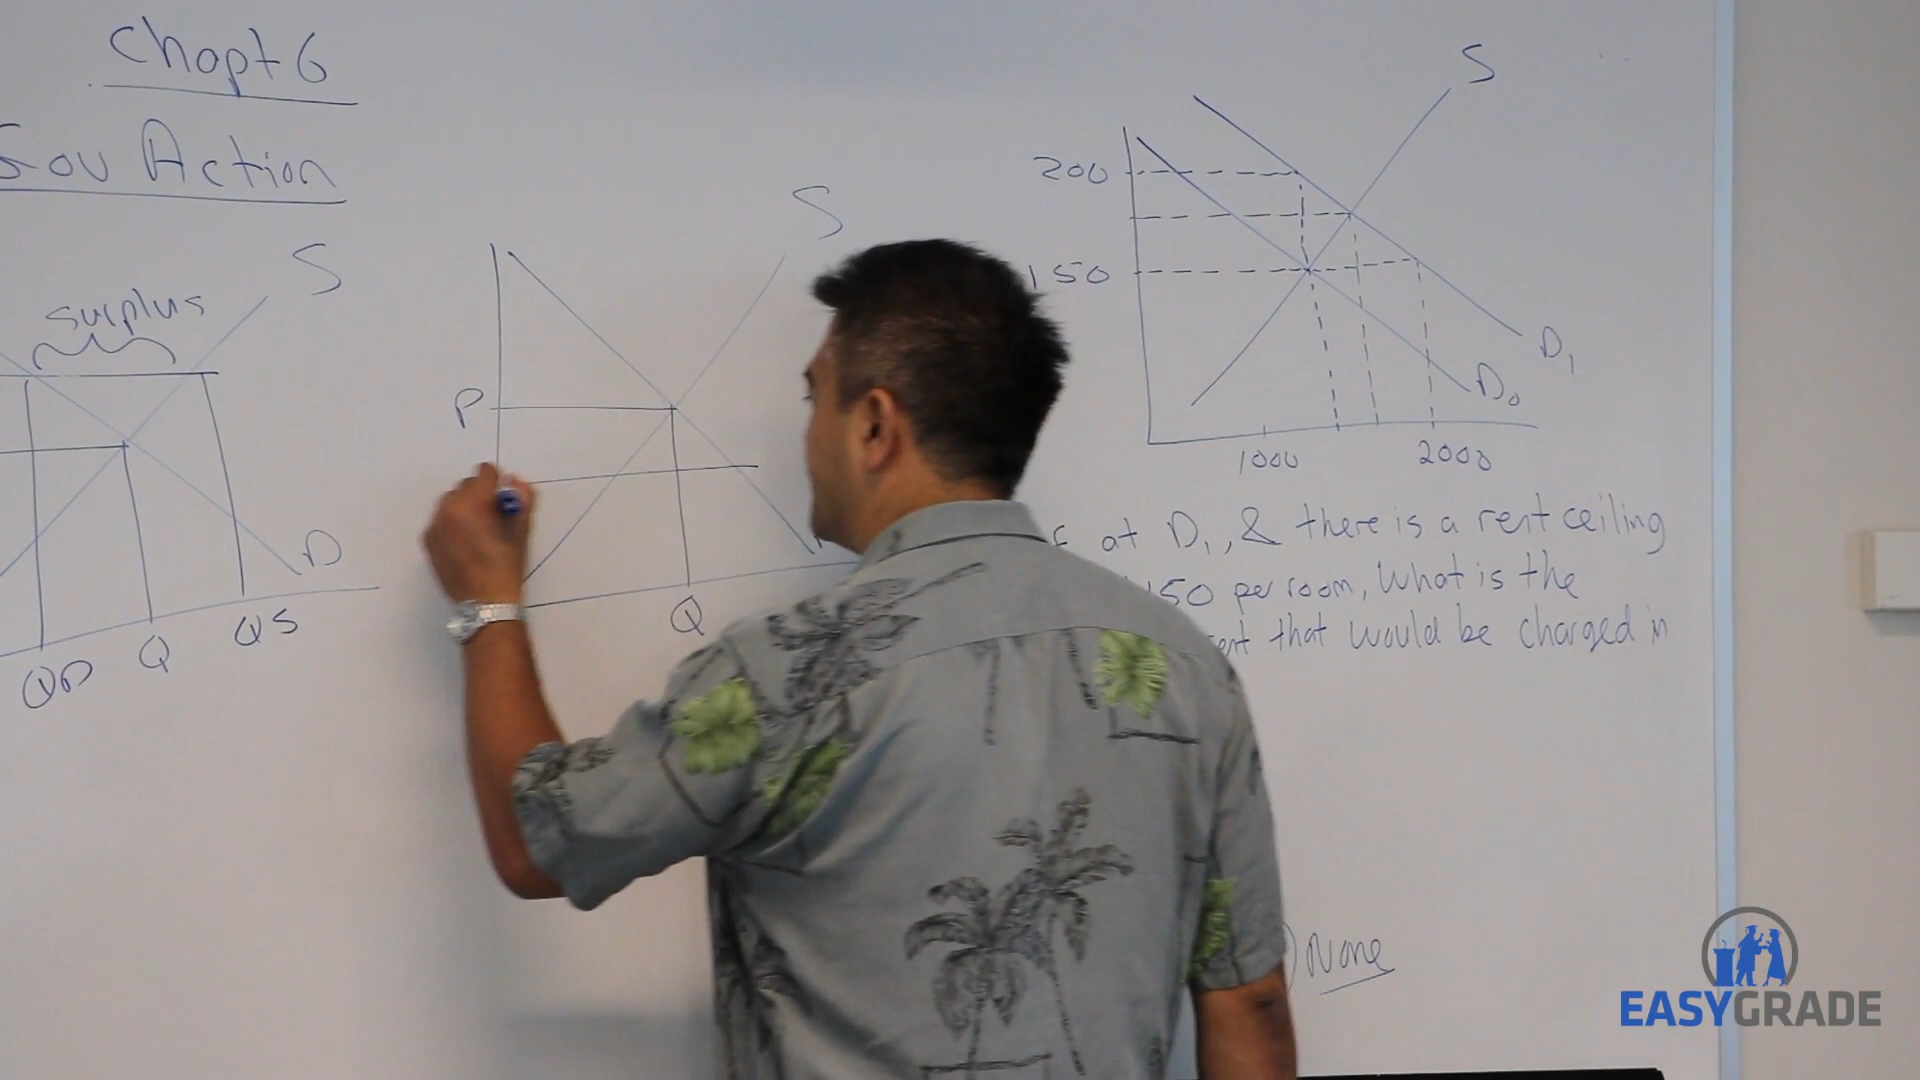 Chapt 6
Gov Action
surplus
S
D
QD
Q
QS
S
P
Q
S
200
150
D1
D0
1000
2000
at D1, & there is a rent ceiling
150 per room, What is the
that would be charged in
None
EASYGRADE